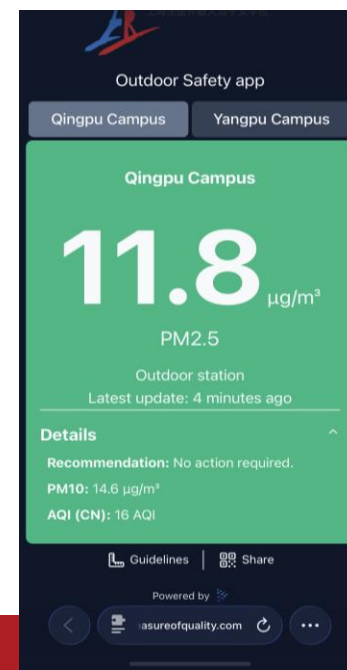 Outdoor Safety app
Qingpu Campus
Yangpu Campus
Qingpu Campus
11.8 μg/m³
PM2.5
Outdoor station
Latest update: 4 minutes ago
Details
Recommendation: No action required.
PM10: 14.6 μg/m³
AQI (CN): 16 AQI
Guidelines
Share
Powered by
asureofquality.com